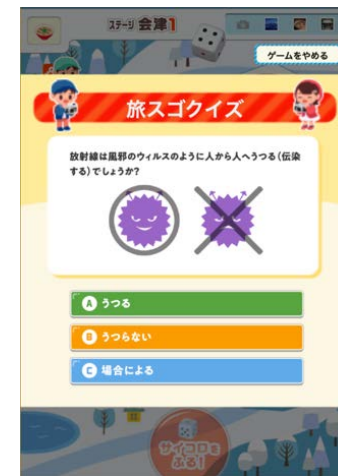 ステージ 会津1
ゲームをやめる
旅スゴクイズ
放射線は風邪のウィルスのように人から人へうつる(伝染
する)でしょうか?
A うつる
B うつらない
C 場合による
サイコロを
ふる!